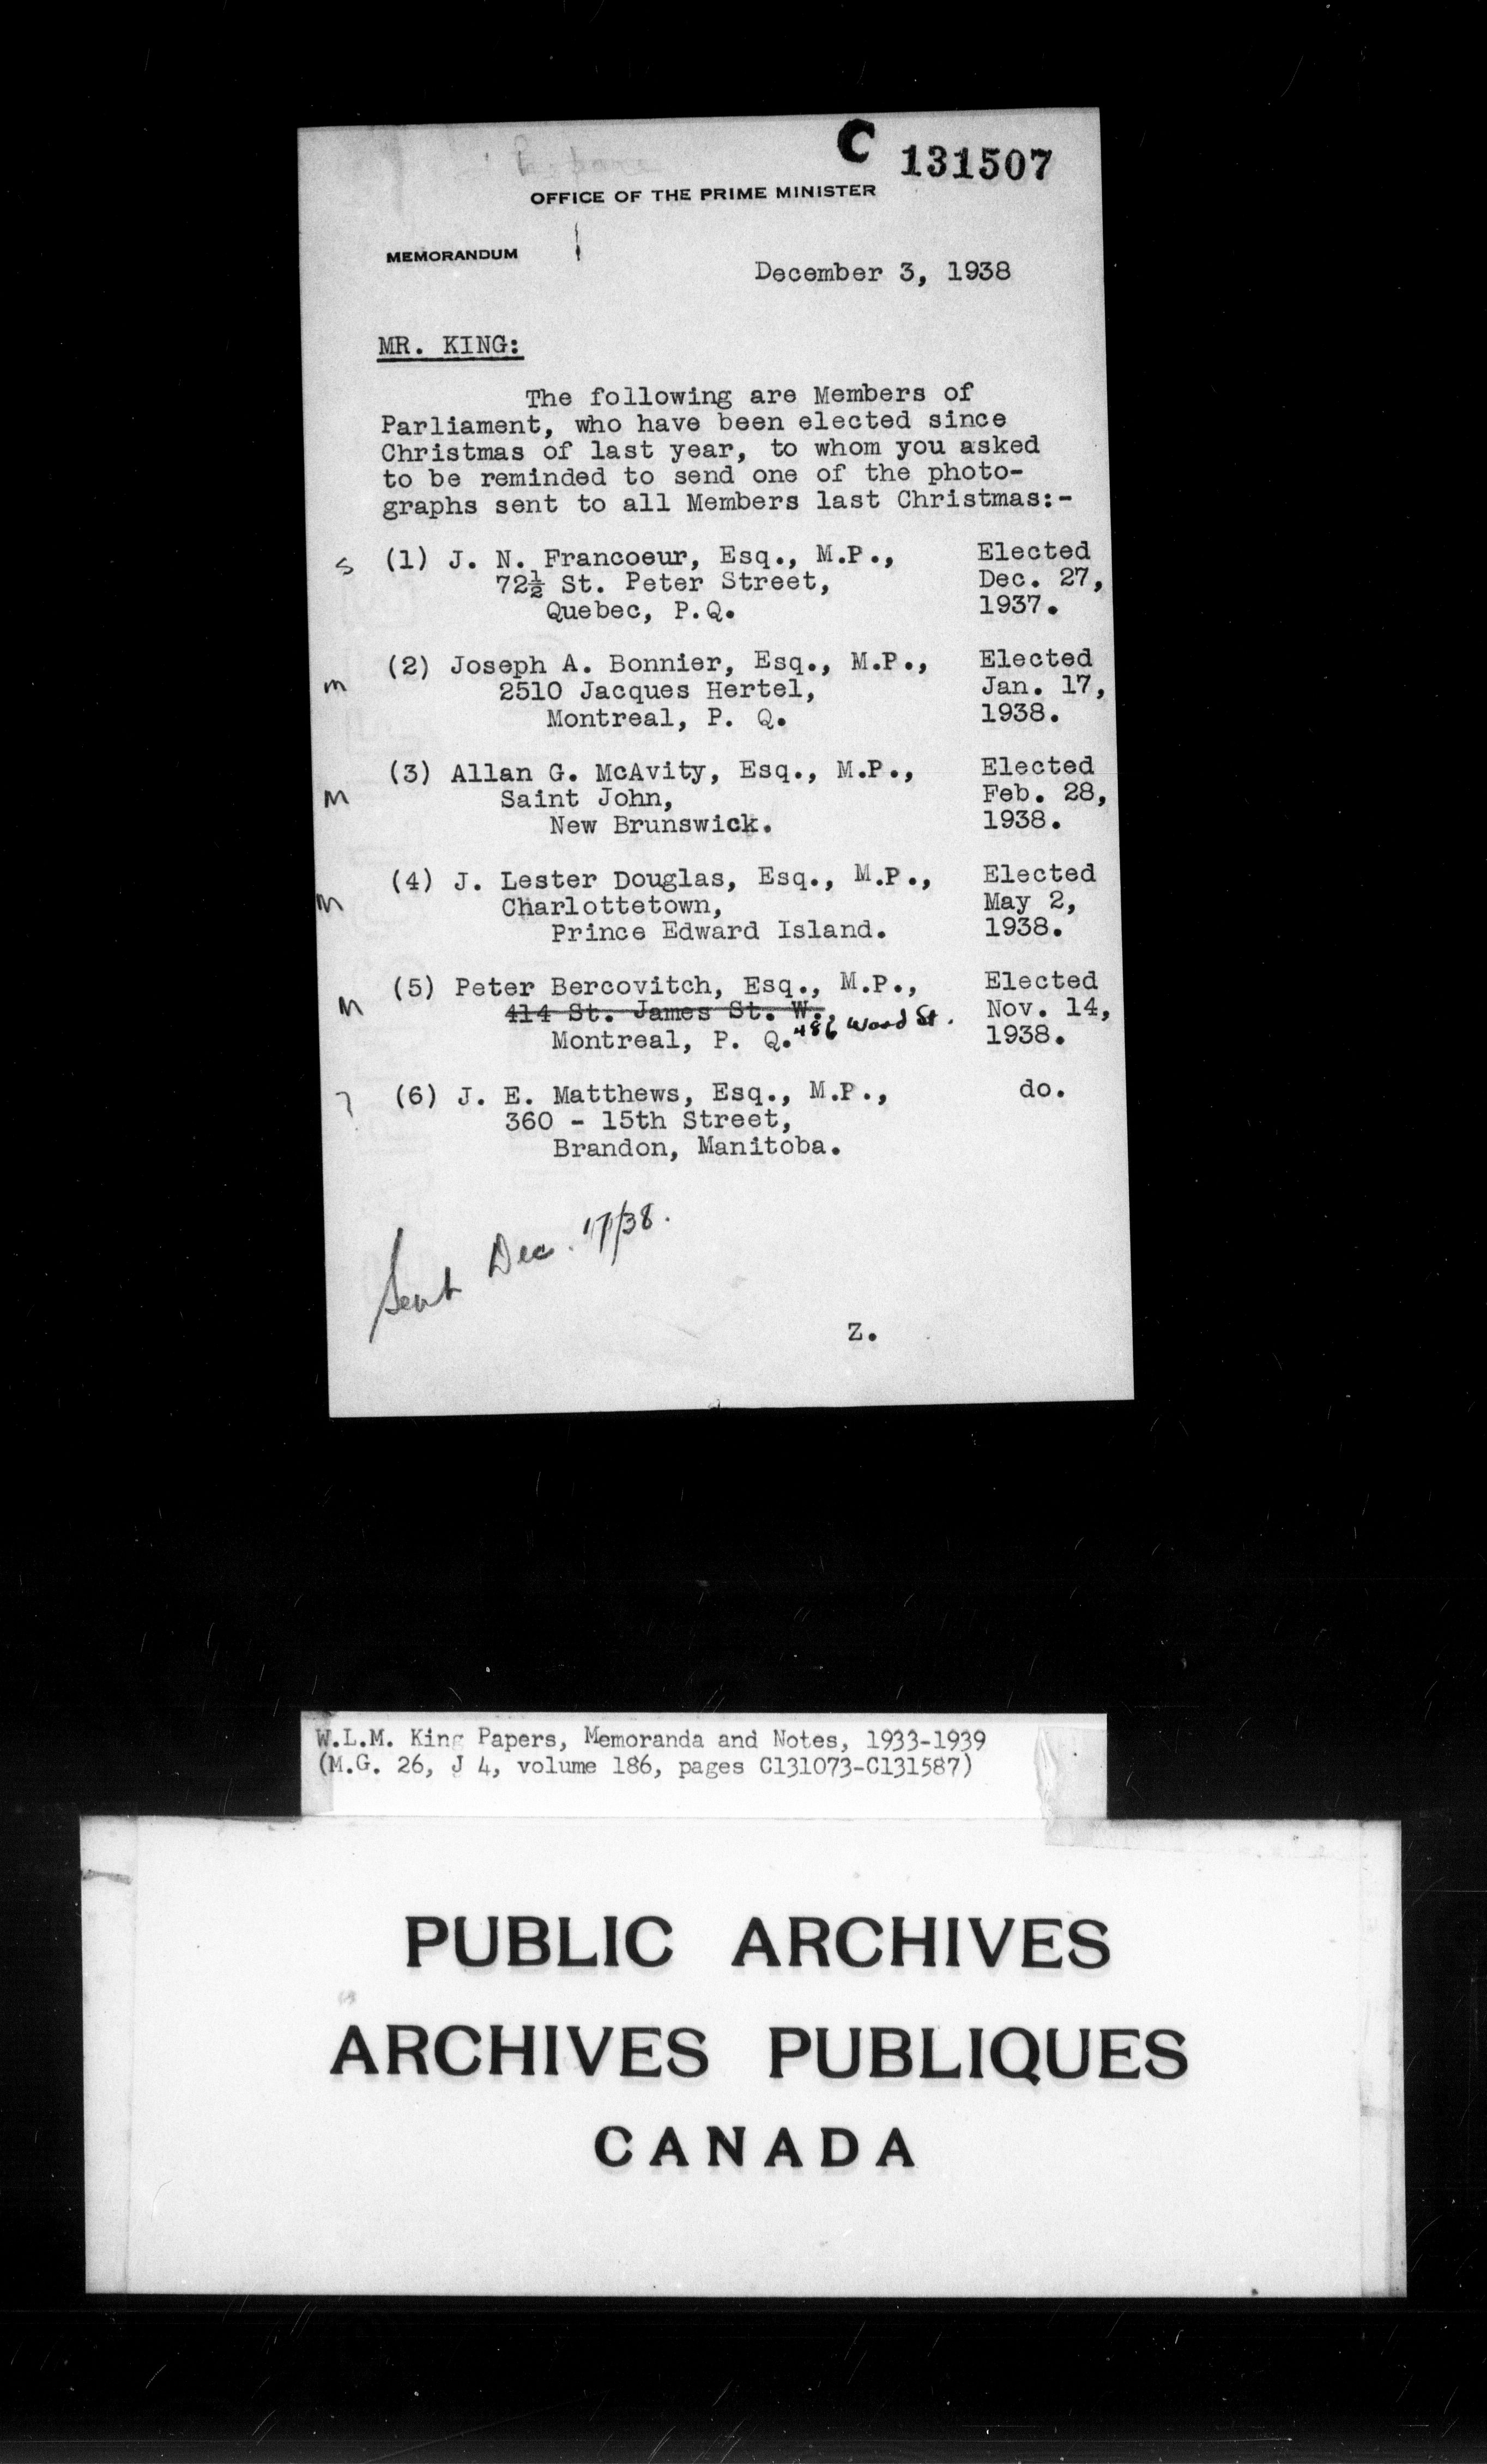 C 131507
OFFICE OF THE PRIME MINISTER
MEMORANDUM
December 3, 1938
MR. KING:
The following are Members of
Parliament, who have been elected since
Christmas of last year, to whom you asked
to be reminded to send one of the photo-
graphs sent to all Members last Christmas:-
s (1) J. N. Francoeur, Esq., M.P., Elected
72½ St. Peter Street, Dec. 27,
Quebec, P.Q. 1937.
(2) Joseph A. Bonnier, Esq., M.P., Elected
m 2510 Jacques Hertel, Jan. 17,
Montreal, P. Q. 1938.
(3) Allan G. McAvity, Esq., M.P., Elected
m Saint John, Feb. 28,
New Brunswick. 1938.
(4) J. Lester Douglas, Esq., M.P., Elected
m Charlottetown, May 2,
Prince Edward Island. 1938.
(5) Peter Bercovitch, Esq., M.P., Elected
m 414 St. James St. W., Nov. 14,
Montreal, P. Q. 486 Wood St. 1938.
(6) J. E. Matthews, Esq., M.P., do.
360 - 15th Street,
Brandon, Manitoba.
Sent Dec. 17/38.
Z.
W.L.M. King Papers, Memoranda and Notes, 1933-1939
(M.G. 26, J 4, volume 186, pages C131073-C131587)
PUBLIC ARCHIVES
ARCHIVES PUBLIQUES
CANADA